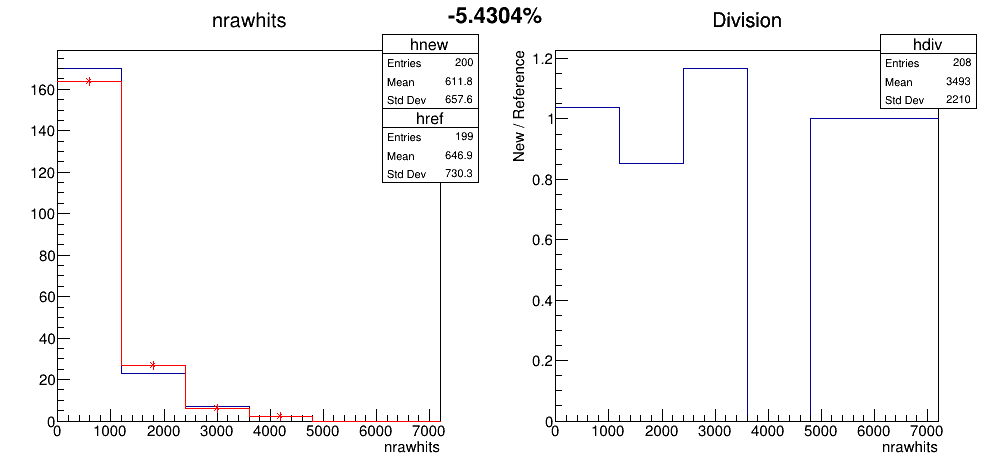 -5.4304%
nrawhits
hnew
Entries 200
Mean 611.8
Std Dev 657.6
href
Entries 199
Mean 646.9
Std Dev 730.3
160
140
120
100
80
60
40
20
0
0 1000 2000 3000 4000 5000 6000 7000
nrawhits
Division
hdiv
Entries 208
Mean 3493
Std Dev 2210
New / Reference
1.2
1
0.8
0.6
0.4
0.2
0
0 1000 2000 3000 4000 5000 6000 7000
nrawhits